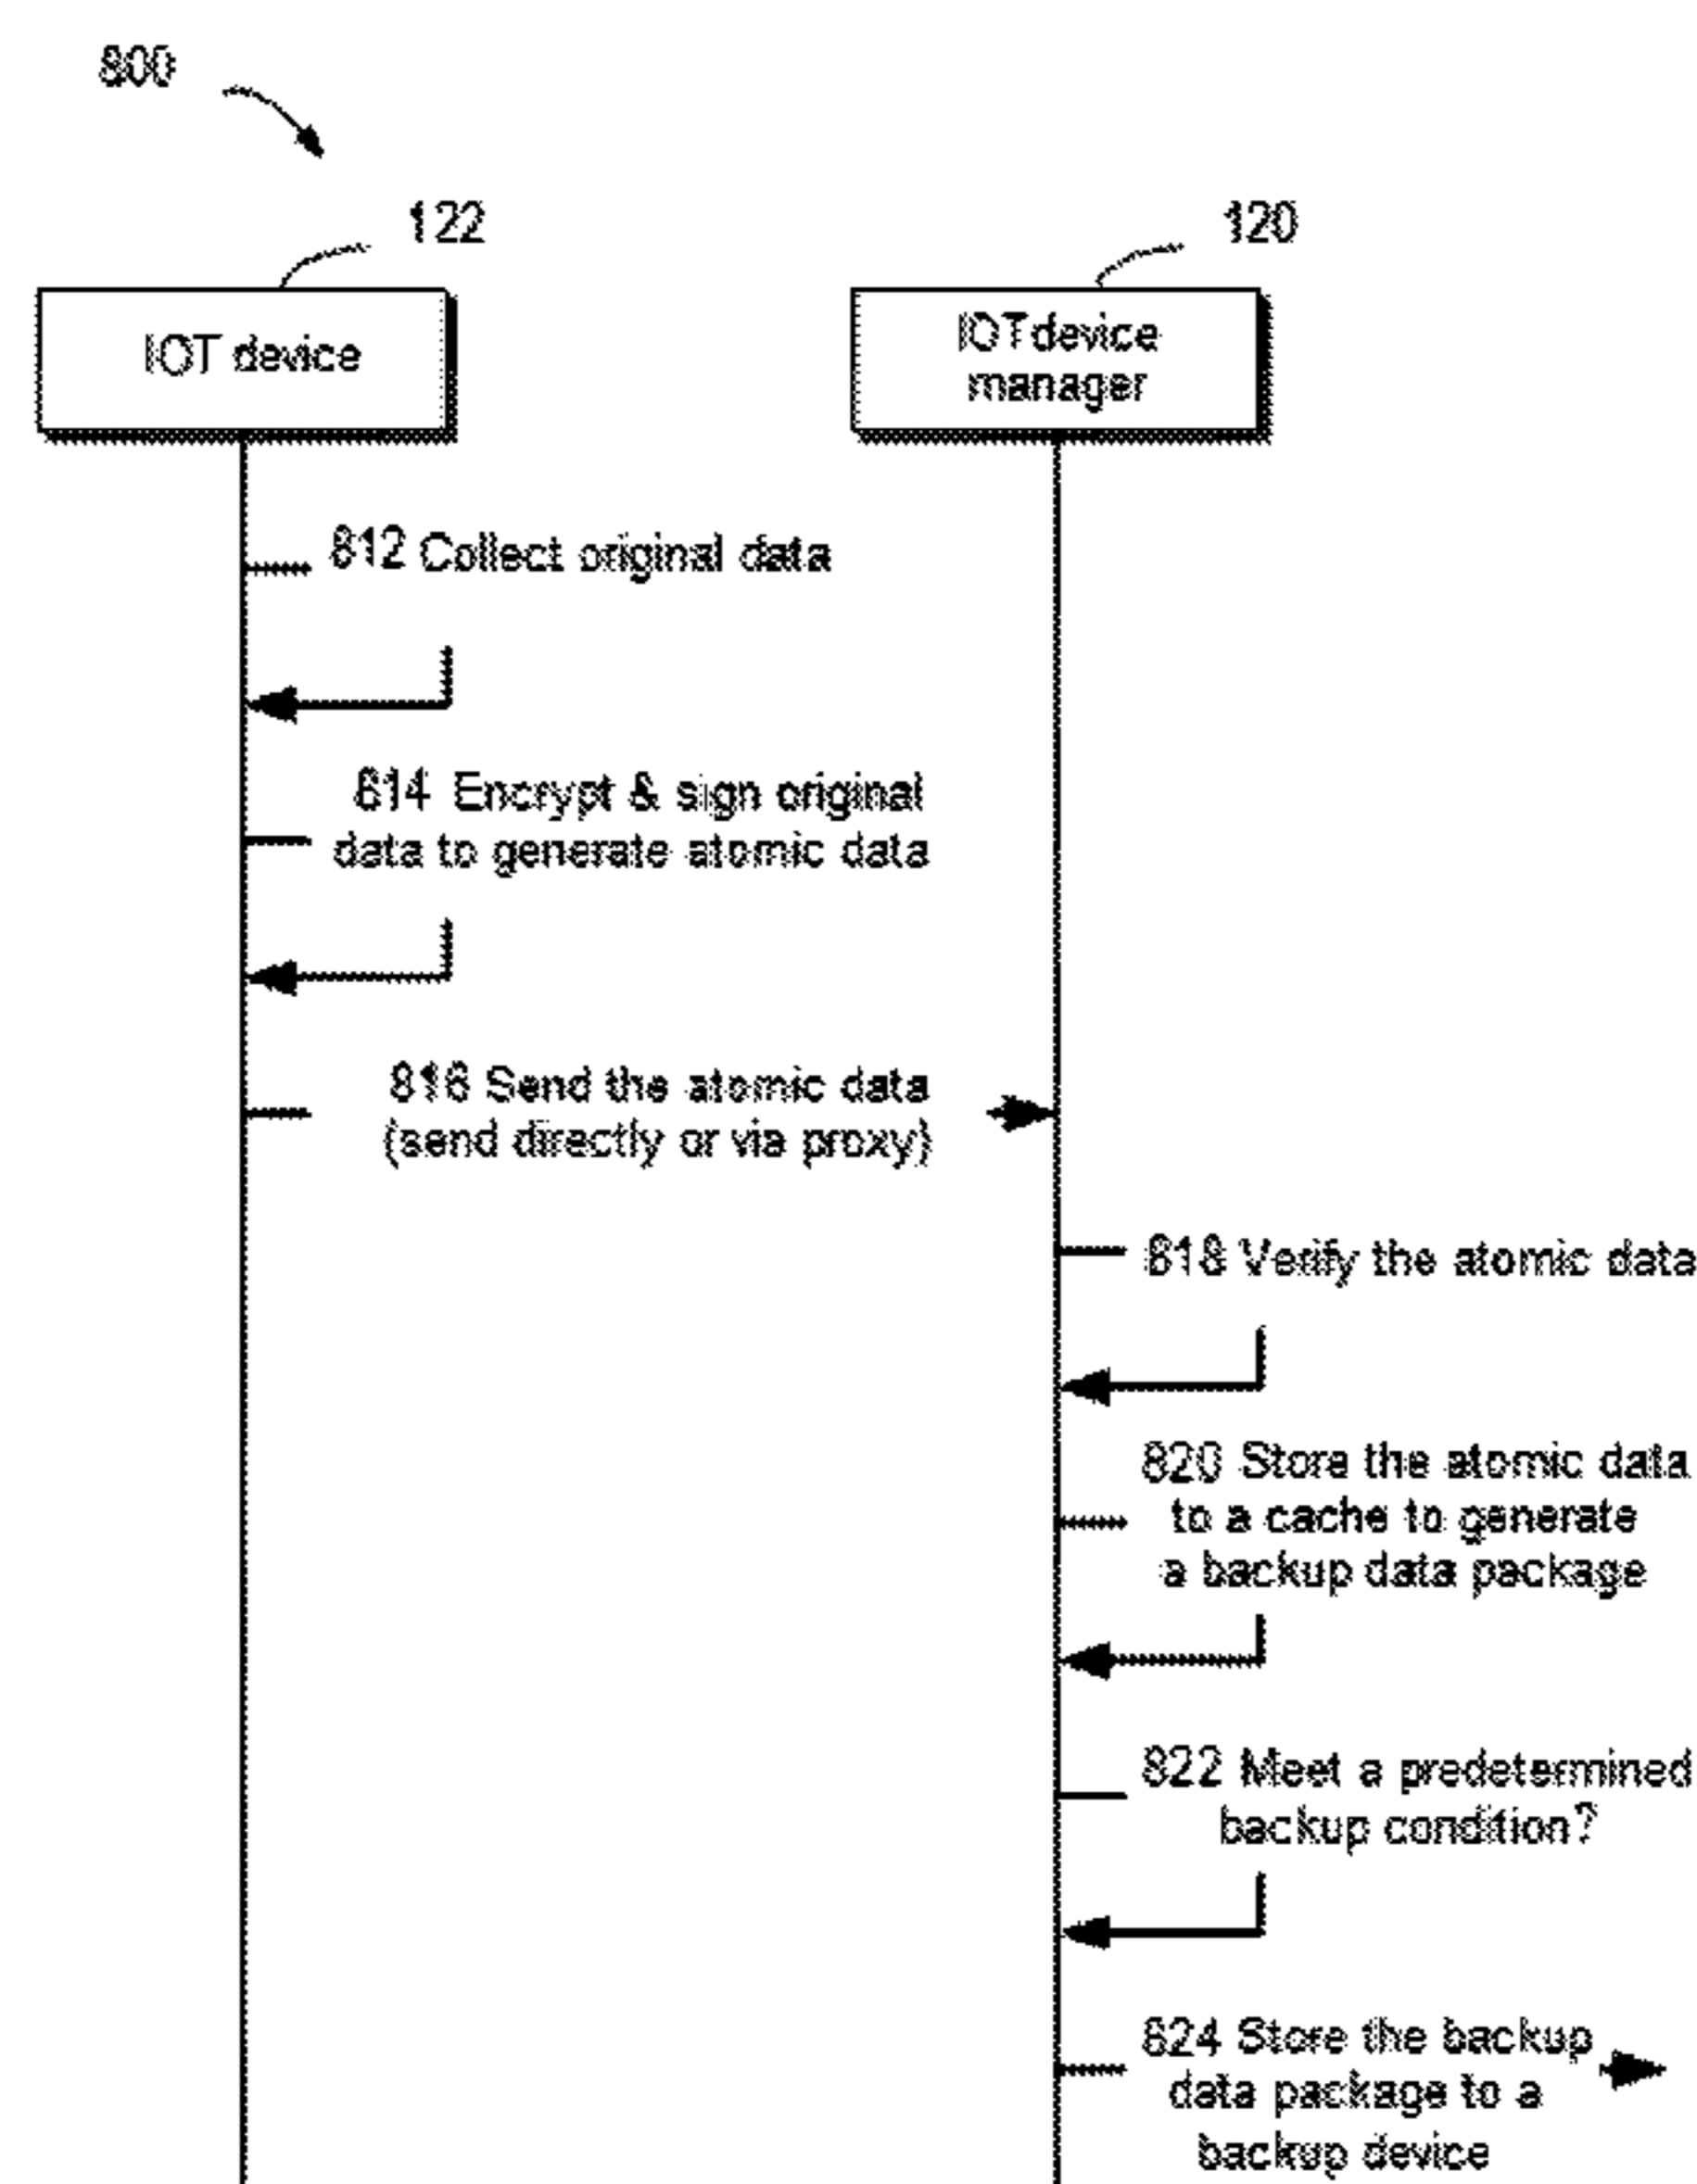 800
122
120
IOT device
IOT device
manager
812 Collect original data
814 Encrypt & sign original
data to generate atomic data
816 Send the atomic data
(send directly or via proxy)
818 Verify the atomic data
820 Store the atomic data
to a cache to generate
a backup data package
822 Meet a predetermined
backup condition?
824 Store the backup
data package to a
backup device